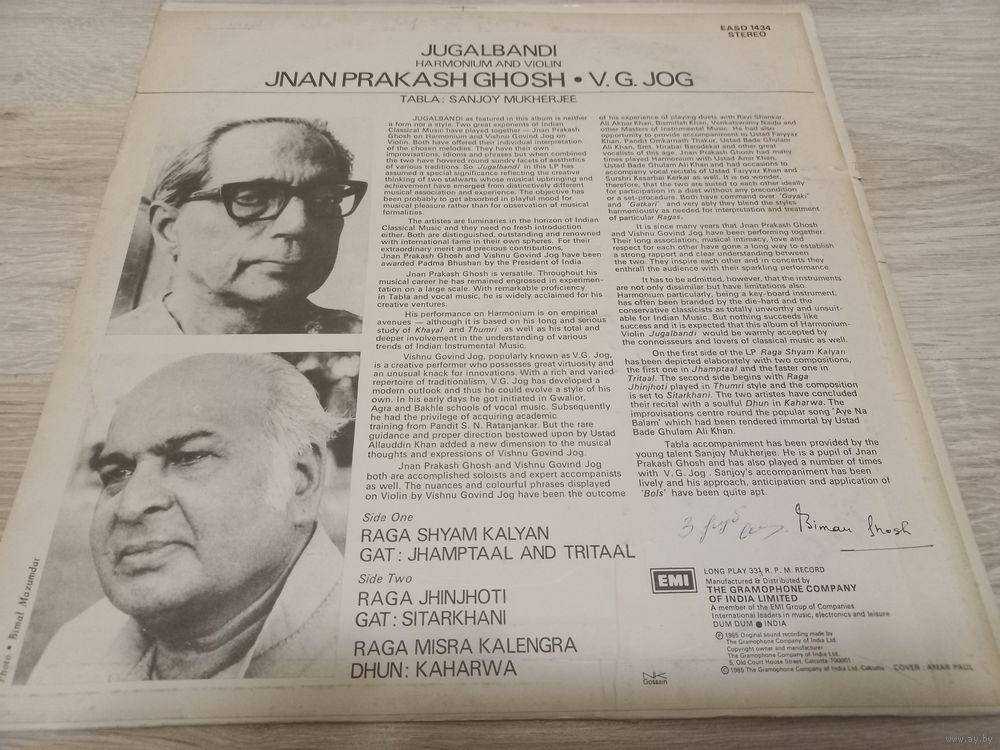 EASD 1434
STEREO
JUGALBANDI
HARMONIUM AND VIOLIN
JNAN PRAKASH GHOSH • V. G. JOG
TABLA: SANJOY MUKHERJEE
JUGALBANDI as featured in this album is neither
a form nor a style. Two great exponents of Indian
Classical Music have played together — Jnan Prakash
Ghosh on Harmonium and Vishnu Govind Jog on
Violin. Both have offered their individual interpretation
of the chosen melodies. They have their own
improvisations, idioms and phrases but when combined
the two have hovered round sundry facets of aesthetics
of various traditions. So Jugalbandi in this LP has
assumed a special significance reflecting the creative
thinking of two stalwarts whose musical upbringing and
achievement have emerged from distinctively different
musical association and experience. The objective has
been probably to get absorbed in playful mood for
musical pleasure rather than for observation of musical
formalities.
The artistes are luminaries in the horizon of Indian
Classical Music and they need no fresh introduction
either. Both are distinguished, outstanding and renowned
with international fame in their own spheres. For their
extraordinary merit and precious contributions,
Jnan Prakash Ghosh and Vishnu Govind Jog have been
awarded Padma Bhushan by the President of India.
Jnan Prakash Ghosh is versatile. Throughout his
musical career he has remained engrossed in experimen-
tation on a large scale. With remarkable proficiency
in Tabla and vocal music, he is widely acclaimed for his
creative ventures.
His performance on Harmonium is on empirical
avenues — although it is based on his long and serious
study of Khayal and Thumri as well as his total and
deeper involvement in the understanding of various
trends of Indian Instrumental Music.
Vishnu Govind Jog, popularly known as V.G. Jog,
is a creative performer who possesses great virtuosity and
an unusual knack for innovations. With a rich and varied
repertoire of traditionalism, V.G. Jog has developed a
modern outlook and thus he could evolve a style of his
own. In his early days he got initiated in Gwalior,
Agra and Bakhle schools of vocal music. Subsequently
he had the privilege of acquiring academic
training from Pandit S. N. Ratanjankar. But the rare
guidance and proper direction bestowed upon by Ustad
Allauddin Khan added a new dimension to the musical
thoughts and expressions of Vishnu Govind Jog.
Jnan Prakash Ghosh and Vishnu Govind Jog
both are accomplished soloists and expert accompanists
as well. The nuances and colourful phrases displayed
on Violin by Vishnu Govind Jog have been the outcome
of his experience of playing duets with Ravi Shankar,
Ali Akbar Khan, Bismillah Khan, Venkatswamy Naidu and
other Masters of Instrumental Music. He had also
opportunity to provide accompaniment to Ustad Faiyyaz
Khan, Pandit Omkarnath Thakur, Ustad Bade Ghulam
Ali Khan, Smt. Hirabai Barodekar and other great
vocalists of this age. Jnan Prakash Ghosh had many
times played Harmonium with Ustad Amir Khan,
Ustad Bade Ghulam Ali Khan and had occasions to
accompany vocal recitals of Ustad Faiyyaz Khan and
Surshri Kesarbai Kerkar as well. It is no wonder,
therefore, that the two are suited to each other ideally
for participation in a duet without any precondition
or a set-procedure. Both have command over 'Gayaki'
and 'Gatkari' and very ably they blend the styles
harmoniously as needed for interpretation and treatment
of particular Ragas.
It is since many years that Jnan Prakash Ghosh
and Vishnu Govind Jog have been performing together.
Their long association, musical intimacy, love and
respect for each other have gone a long way to establish
a strong rapport and clear understanding between
the two. They inspire each other and in concerts they
enthrall the audience with their sparkling performance.
It has to be admitted, however, that the instruments
are not only dissimilar but have limitations also.
Harmonium particularly, being a key-board instrument,
has often been branded by the die-hard and the
conservative classicists as totally unworthy and unsuit-
able for Indian Music. But nothing succeeds like
success and it is expected that this album of Harmonium-
Violin Jugalbandi would be warmly accepted by
the connoisseurs and lovers of classical music as well.
On the first side of the LP Raga Shyam Kalyan
has been depicted elaborately with two compositions,
the first one in Jhamptaal and the faster one in
Tritaal. The second side begins with Raga
Jhinjhoti played in Thumri style and the composition
is set to Sitarkhani. The two artistes have concluded
their recital with a soulful Dhun in Kaharwa. The
improvisations centre round the popular song 'Aye Na
Balam' which had been rendered immortal by Ustad
Bade Ghulam Ali Khan.
Tabla accompaniment has been provided by the
young talent Sanjoy Mukherjee. He is a pupil of Jnan
Prakash Ghosh and has also played a number of times
with V. G. Jog. Sanjoy's accompaniment has been
lively and his approach, anticipation and application of
'Bols' have been quite apt.
Biman Ghosh
Side One
RAGA SHYAM KALYAN
GAT: JHAMPTAAL AND TRITAAL
Side Two
RAGA JHINJHOTI
GAT: SITARKHANI
RAGA MISRA KALENGRA
DHUN: KAHARWA
EMI
LONG PLAY 33⅓ R. P. M. RECORD
Manufactured & Distributed by
THE GRAMOPHONE COMPANY
OF INDIA LIMITED
A member of the EMI Group of Companies
International leaders in music, electronics and leisure
DUM DUM ● INDIA
Ⓟ 1985 Original sound recording made by
The Gramophone Company of India Ltd.
Copyright owner and manufacturer
The Gramophone Company of India Ltd.
5, Old Court House Street, Calcutta 700001
© 1985 The Gramophone Company of India Ltd. Calcutta
COVER: AMAR PAUL
NK
Gossain
Photo • Bimal Mazumdar
www.ay.by